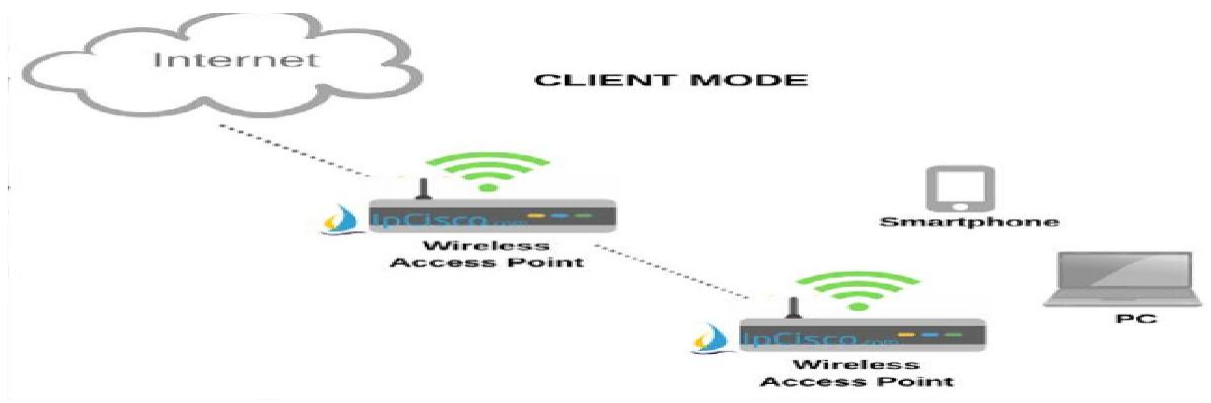 Internet
CLIENT MODE
Smartphone
IpCisco.com
Wireless
Access Point
PC
IpCisco.com
Wireless
Access Point